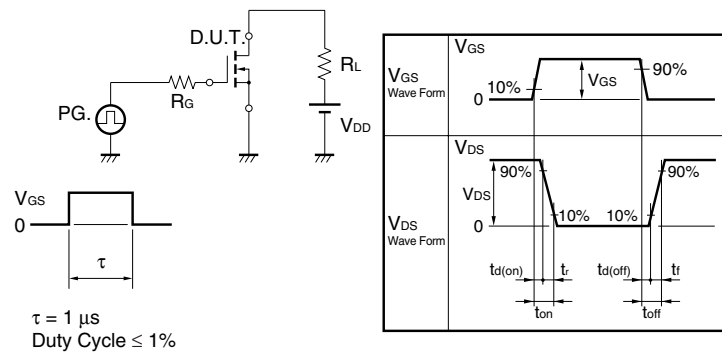 D.U.T.
RL
RG
PG.
VDD
VGS
0
τ
τ = 1 μs
Duty Cycle ≤ 1%
VGS
Wave Form
VGS
10%
VGS
90%
0
VDS
Wave Form
VDS
90%
VDS
90%
10%
10%
0
td(on)
tr
td(off)
tf
ton
toff